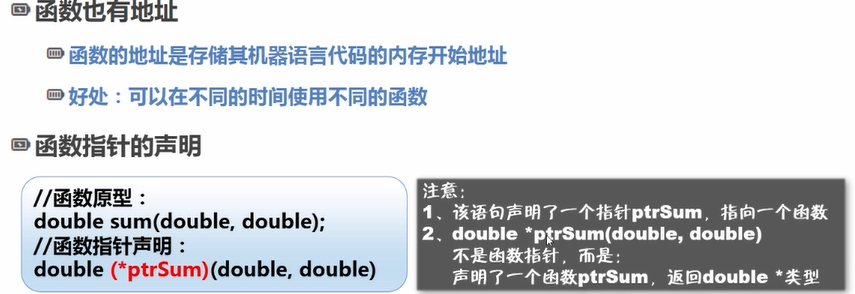 函数也有地址
函数的地址是存储其机器语言代码的内存开始地址
好处：可以在不同的时间使用不同的函数
函数指针的声明
//函数原型：
double sum(double, double);
//函数指针声明：
double (*ptrSum)(double, double)
注意：
1、该语句声明了一个指针ptrSum，指向一个函数
2、double *ptrSum(double, double)
不是函数指针，而是：
声明了一个函数ptrSum，返回double *类型